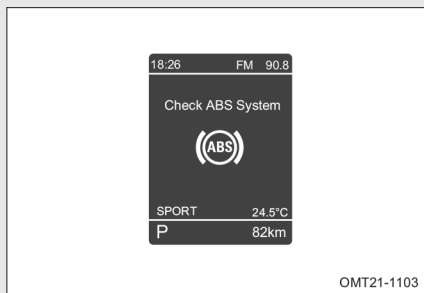 18:26 FM 90.8
Check ABS System
ABS
SPORT 24.5°C
P 82km
OMT21-1103